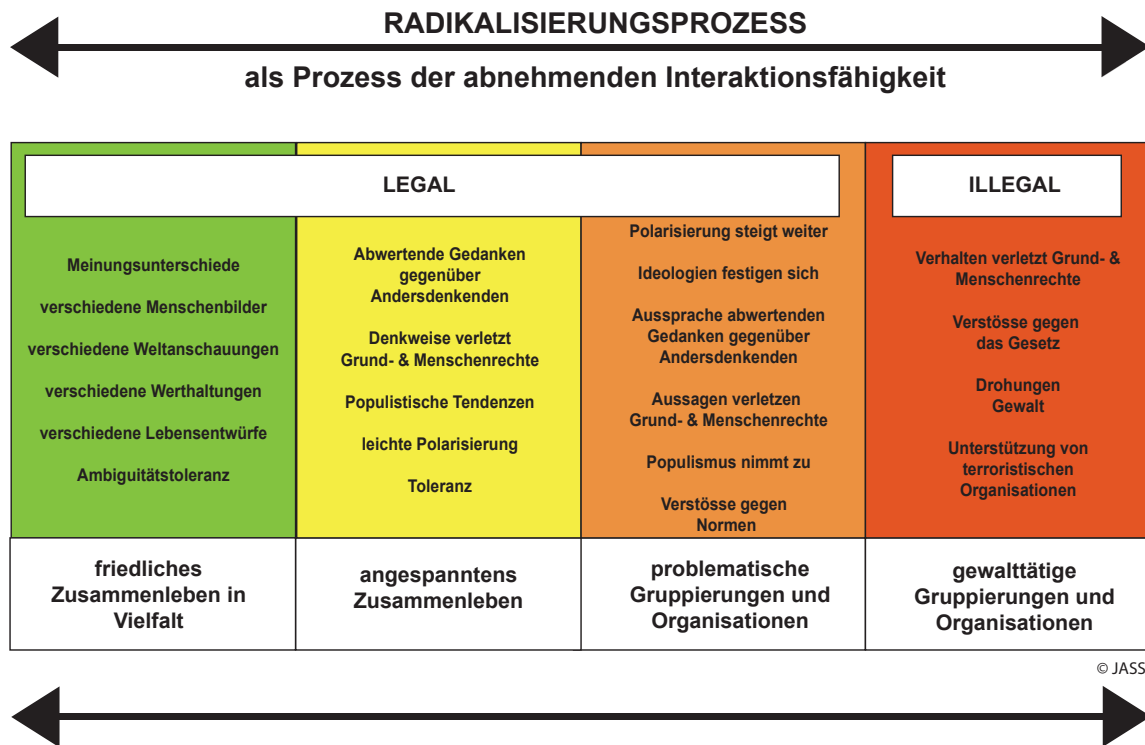 RADIKALISIERUNGSPROZESS
als Prozess der abnehmenden Interaktionsfähigkeit
LEGAL
ILLEGAL
Meinungsunterschiede
verschiedene Menschenbilder
verschiedene Weltanschauungen
verschiedene Werthaltungen
verschiedene Lebensentwürfe
Ambiguitätstoleranz
Abwertende Gedanken
gegenüber
Andersdenkenden
Denkweise verletzt
Grund- & Menschenrechte
Populistische Tendenzen
leichte Polarisierung
Toleranz
Polarisierung steigt weiter
Ideologien festigen sich
Aussprache abwertenden
Gedanken gegenüber
Andersdenkenden
Aussagen verletzen
Grund- & Menschenrechte
Populismus nimmt zu
Verstösse gegen
Normen
Verhalten verletzt Grund- &
Menschenrechte
Verstösse gegen
das Gesetz
Drohungen
Gewalt
Unterstützung von
terroristischen
Organisationen
friedliches
Zusammenleben in
Vielfalt
angespanntens
Zusammenleben
problematische
Gruppierungen und
Organisationen
gewalttätige
Gruppierungen und
Organisationen
© JASS